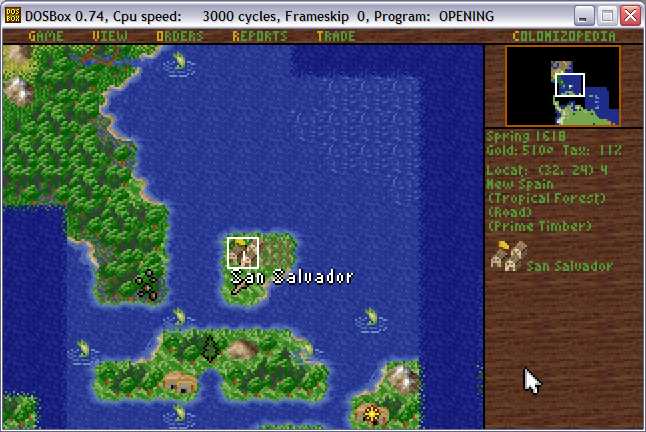 DOSBox 0.74, Cpu speed: 3000 cycles, Frameskip 0, Program: OPENING
GAME VIEW ORDERS REPORTS TRADE COLONIZOPEDIA
Spring 1618
Gold: 510¢ Tax: 11%
Locat: (32, 24) 4
New Spain
(Tropical Forest)
(Road)
(Prime Timber)
San Salvador
San Salvador